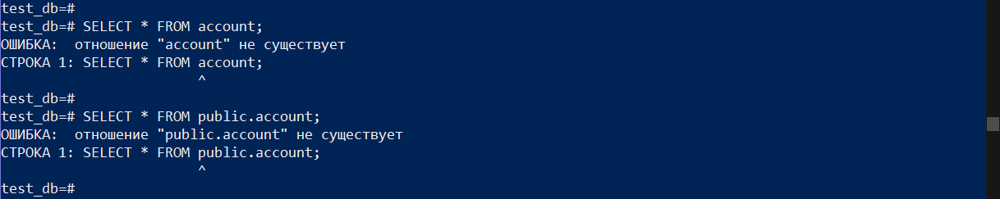 test_db=#
test_db=# SELECT * FROM account;
ОШИБКА:  отношение "account" не существует
СТРОКА 1: SELECT * FROM account;
                        ^
test_db=#
test_db=# SELECT * FROM public.account;
ОШИБКА:  отношение "public.account" не существует
СТРОКА 1: SELECT * FROM public.account;
                        ^
test_db=#